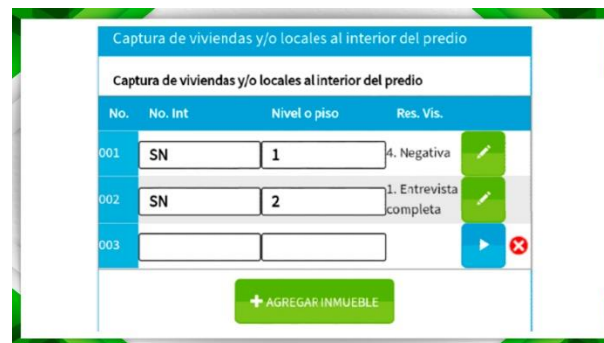 Captura de viviendas y/o locales al interior del predio
Captura de viviendas y/o locales al interior del predio
No. No. Int Nivel o piso Res. Vis.
001 SN 1 4. Negativa
002 SN 2 1. Entrevista
completa
003
+ AGREGAR INMUEBLE